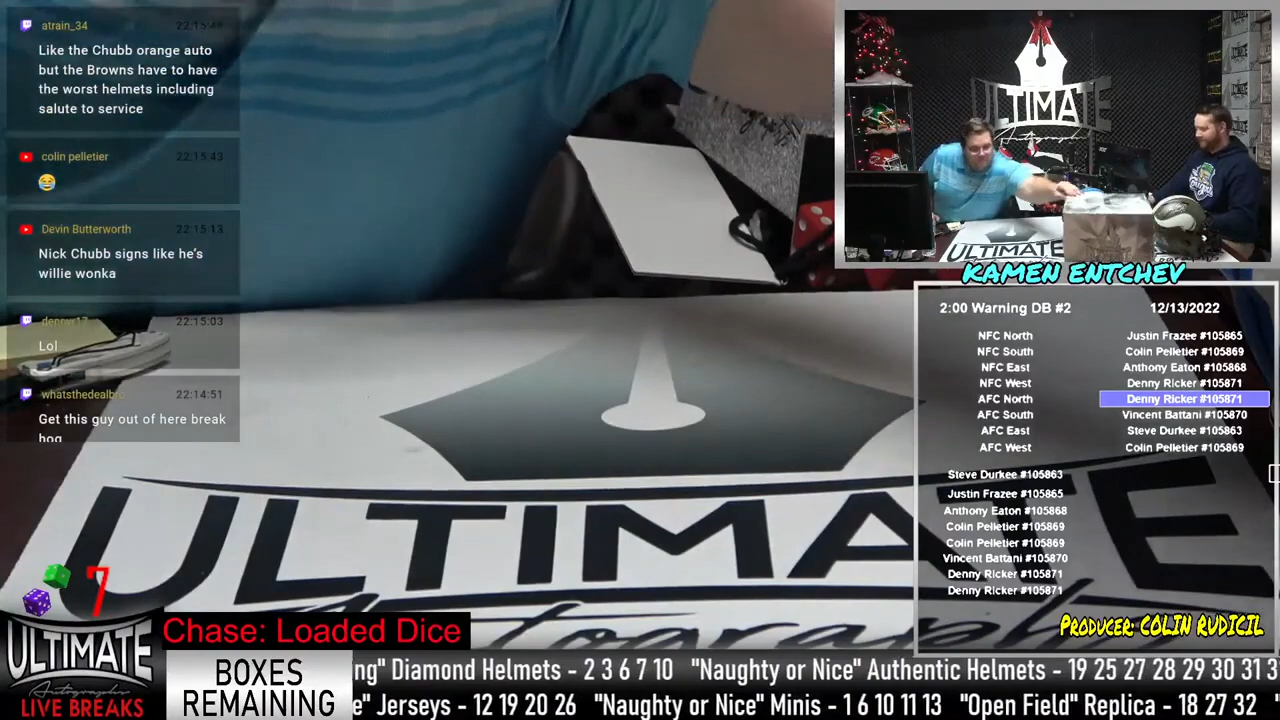 atrain_34 22:15:49
Like the Chubb orange auto
but the Browns have to have
the worst helmets including
salute to service
colin pelletier 22:15:43
Devin Butterworth 22:15:13
Nick Chubb signs like he's
willie wonka
22:15:03
Lol
22:14:51
Get this guy out of here break
hog
ULTIMATE
KAMEN ENTCHEV
2:00 Warning DB #2 12/13/2022
NFC North Justin Frazee #105865
NFC South Colin Pelletier #105869
NFC East Anthony Eaton #105868
NFC West Denny Ricker #105871
AFC North Denny Ricker #105871
AFC South Vincent Battani #105870
AFC East Steve Durkee #105863
AFC West Colin Pelletier #105869
Steve Durkee #105863
Justin Frazee #105865
Anthony Eaton #105868
Colin Pelletier #105869
Colin Pelletier #105869
Vincent Battani #105870
Denny Ricker #105871
Denny Ricker #105871
Producer: COLIN RUDICIL
ULTIMATE
7
ULTIMATE
Autographs
LIVE BREAKS
Chase: Loaded Dice
BOXES
REMAINING
ng" Diamond Helmets - 2 3 6 7 10 "Naughty or Nice" Authentic Helmets - 19 25 27 28 29 30 31 3
e" Jerseys - 12 19 20 26 "Naughty or Nice" Minis - 1 6 10 11 13 "Open Field" Replica - 18 27 32